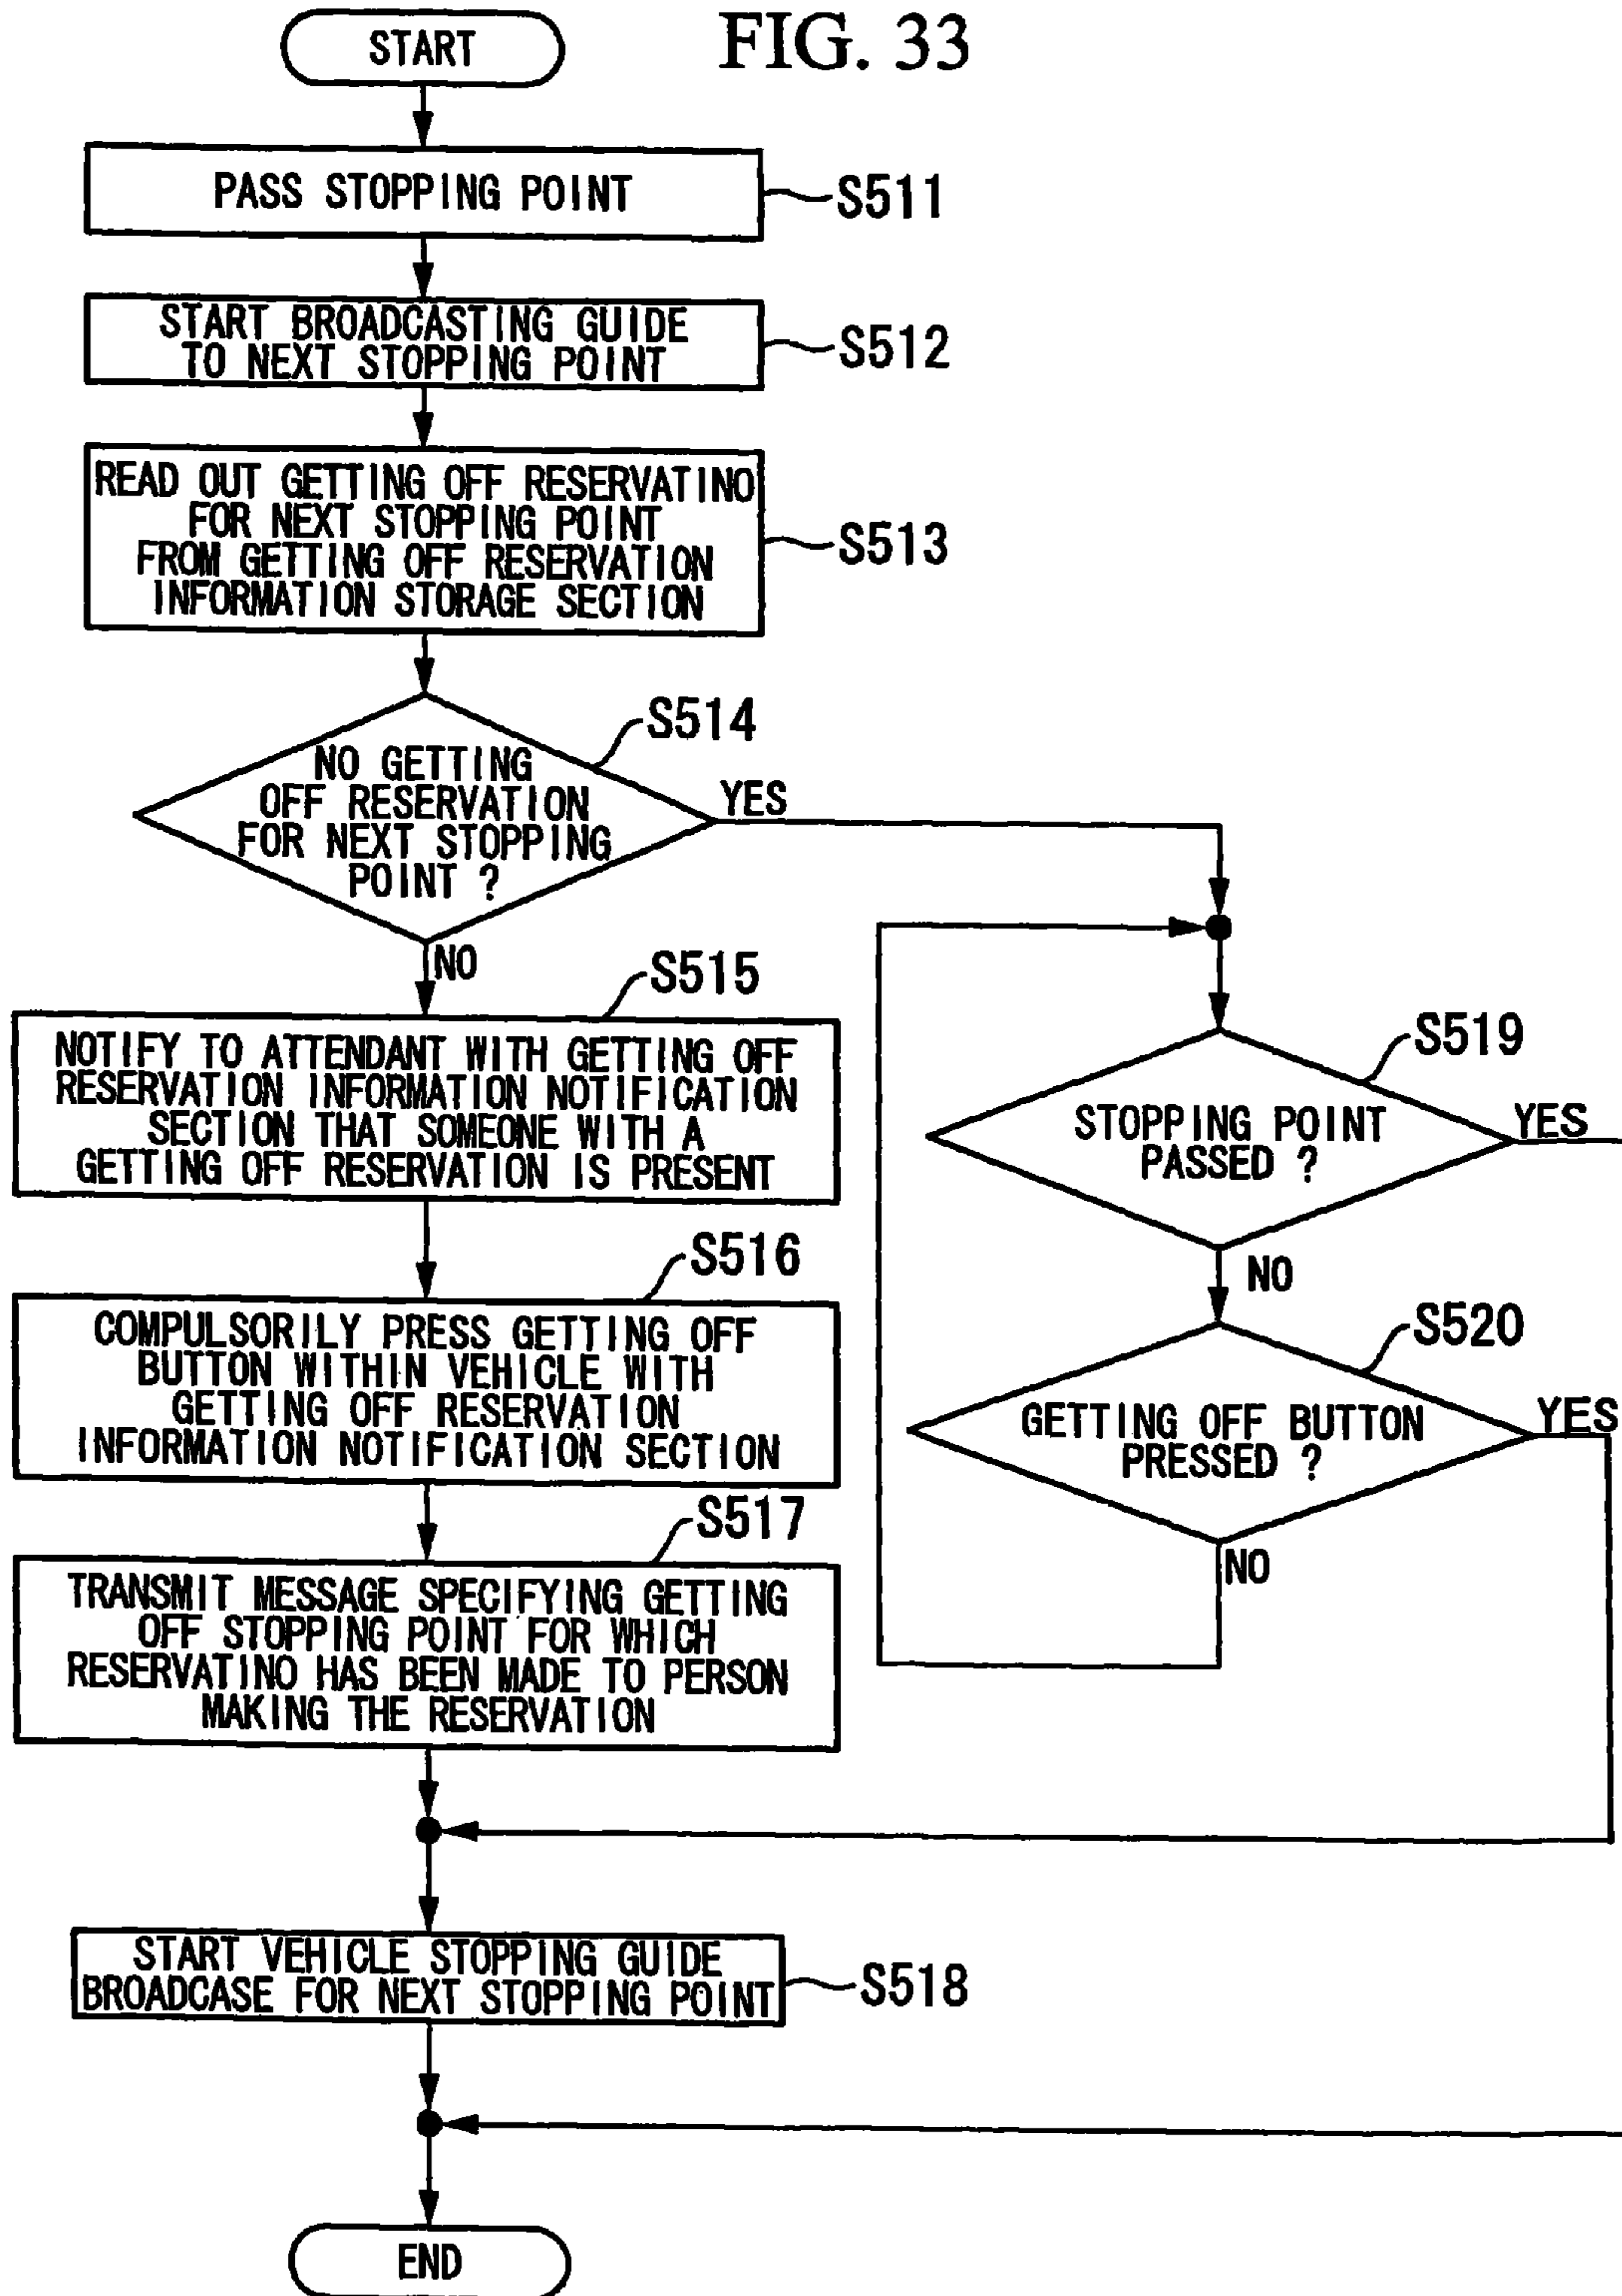 FIG. 33
START
PASS STOPPING POINT
S511
START BROADCASTING GUIDE
TO NEXT STOPPING POINT
S512
READ OUT GETTING OFF RESERVATINO
FOR NEXT STOPPING POINT
FROM GETTING OFF RESERVATION
INFORMATION STORAGE SECTION
S513
S514
NO GETTING
OFF RESERVATION
FOR NEXT STOPPING
POINT ?
YES
NO
S515
NOTIFY TO ATTENDANT WITH GETTING OFF
RESERVATION INFORMATION NOTIFICATION
SECTION THAT SOMEONE WITH A
GETTING OFF RESERVATION IS PRESENT
S516
COMPULSORILY PRESS GETTING OFF
BUTTON WITHIN VEHICLE WITH
GETTING OFF RESERVATION
INFORMATION NOTIFICATION SECTION
S517
TRANSMIT MESSAGE SPECIFYING GETTING
OFF STOPPING POINT FOR WHICH
RESERVATINO HAS BEEN MADE TO PERSON
MAKING THE RESERVATION
S519
STOPPING POINT
PASSED ?
YES
NO
S520
GETTING OFF BUTTON
PRESSED ?
YES
NO
START VEHICLE STOPPING GUIDE
BROADCASE FOR NEXT STOPPING POINT
S518
END